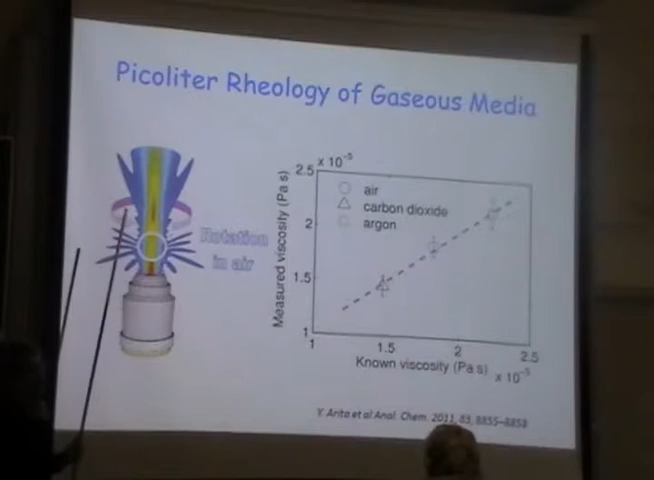 Picoliter Rheology of Gaseous Media
Rotation
in air
Measured viscosity (Pa s)
x 10⁻⁵
2.5
2
1.5
1
air
carbon dioxide
argon
1
1.5
2
2.5
Known viscosity (Pa s)
x 10⁻⁵
Y. Arita et al Anal. Chem. 2011, 83, 8855–8858